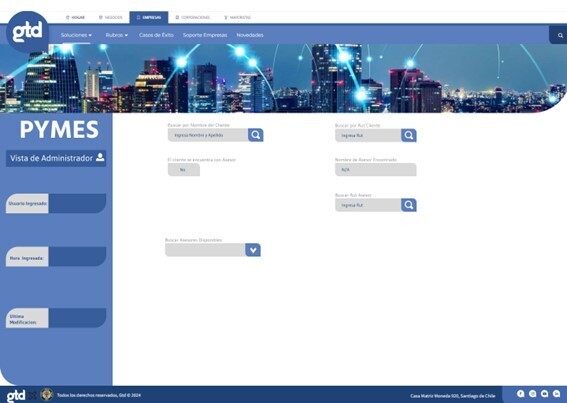 HOGAR NEGOCIOS EMPRESAS CORPORACIONES MAYORISTAS
gtd
Soluciones Rubros Casos de Éxito Soporte Empresas Novedades
PYMES
Vista de Administrador
Usuario Ingresado:
Hora Ingresado:
Ultima
Modificacion:
Buscar por Nombre del Cliente
Ingresa Nombre y Apellido
Buscar por Rut Cliente
Ingresa Rut
El cliente se encuentra con Asesor
No
Nombre de Asesor Encontrado
N/A
Buscar Rut Asesor
Ingresa Rut
Buscar Asesores Disponibles
gtd
Todos los derechos reservados, Gtd © 2024
Casa Matriz Moneda 920, Santiago de Chile